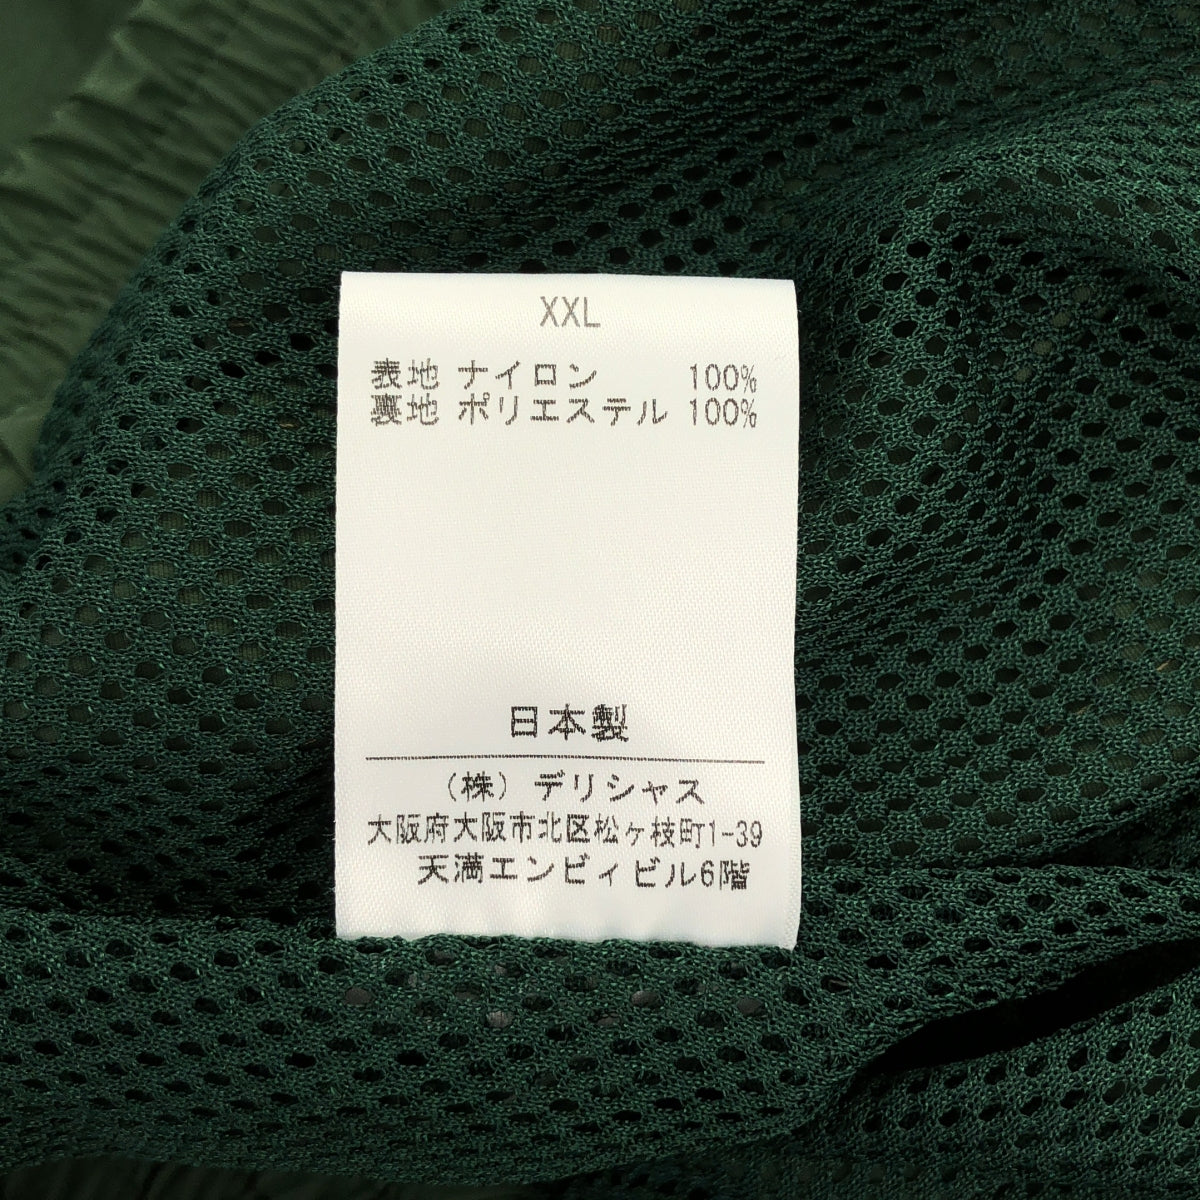 XXL
表地 ナイロン 100%
裏地 ポリエステル 100%
日本製
(株) デリシャス
大阪府大阪市北区松ヶ枝町1-39
天満エンビィビル6階